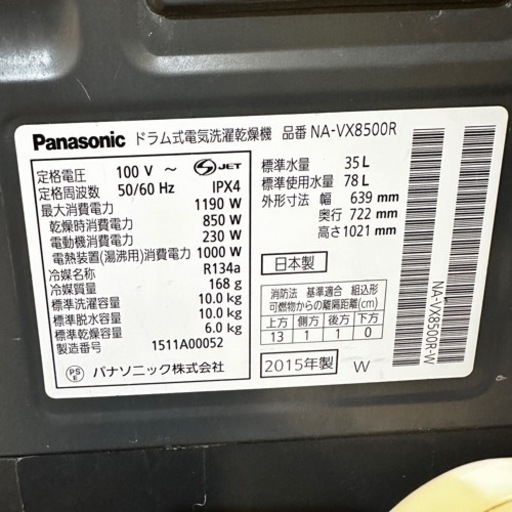 Panasonic ドラム式電気洗濯乾燥機 品番 NA-VX8500R
定格電圧 100 V ~ S JET
定格周波数 50/60 Hz IPX4
最大消費電力 1190 W
乾燥時消費電力 850 W
電動機消費電力 230 W
電熱装置(湯沸用)消費電力 1000 W
冷媒名称 R134a
冷媒質量 168 g
標準洗濯容量 10.0 kg
標準脱水容量 10.0 kg
標準乾燥容量 6.0 kg
製造番号 1511A00052
PS E パナソニック株式会社
標準水量 35 L
標準使用水量 78 L
外形寸法 幅 639 mm
奥行 722 mm
高さ 1021 mm
日本製
消防法 基準適合 組込形
可燃物からの離隔距離(cm)
上方 側方 後方 下方
13 1 1 0
2015年製 W
NA-VX8500R-W